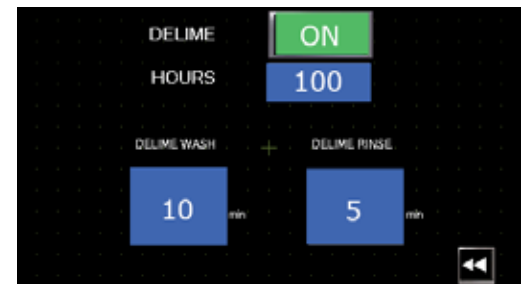 DELIME ON
HOURS 100
DELIME WASH DELIME RINSE
10 min 5 min